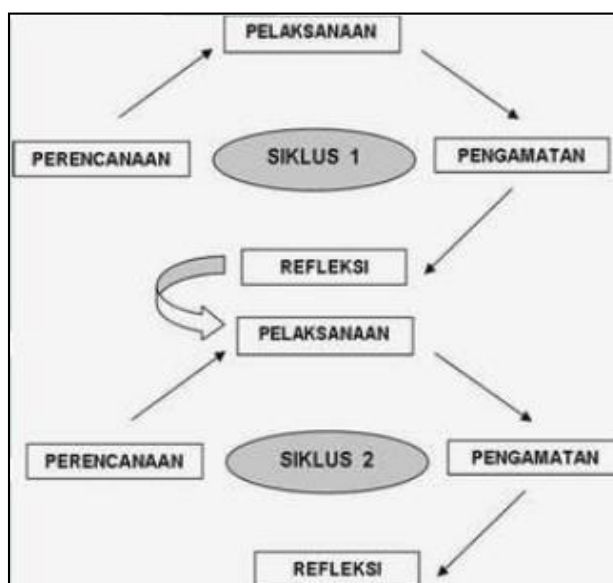 PELAKSANAAN
PERENCANAAN
SIKLUS 1
PENGAMATAN
REFLEKSI
PELAKSANAAN
PERENCANAAN
SIKLUS 2
PENGAMATAN
REFLEKSI